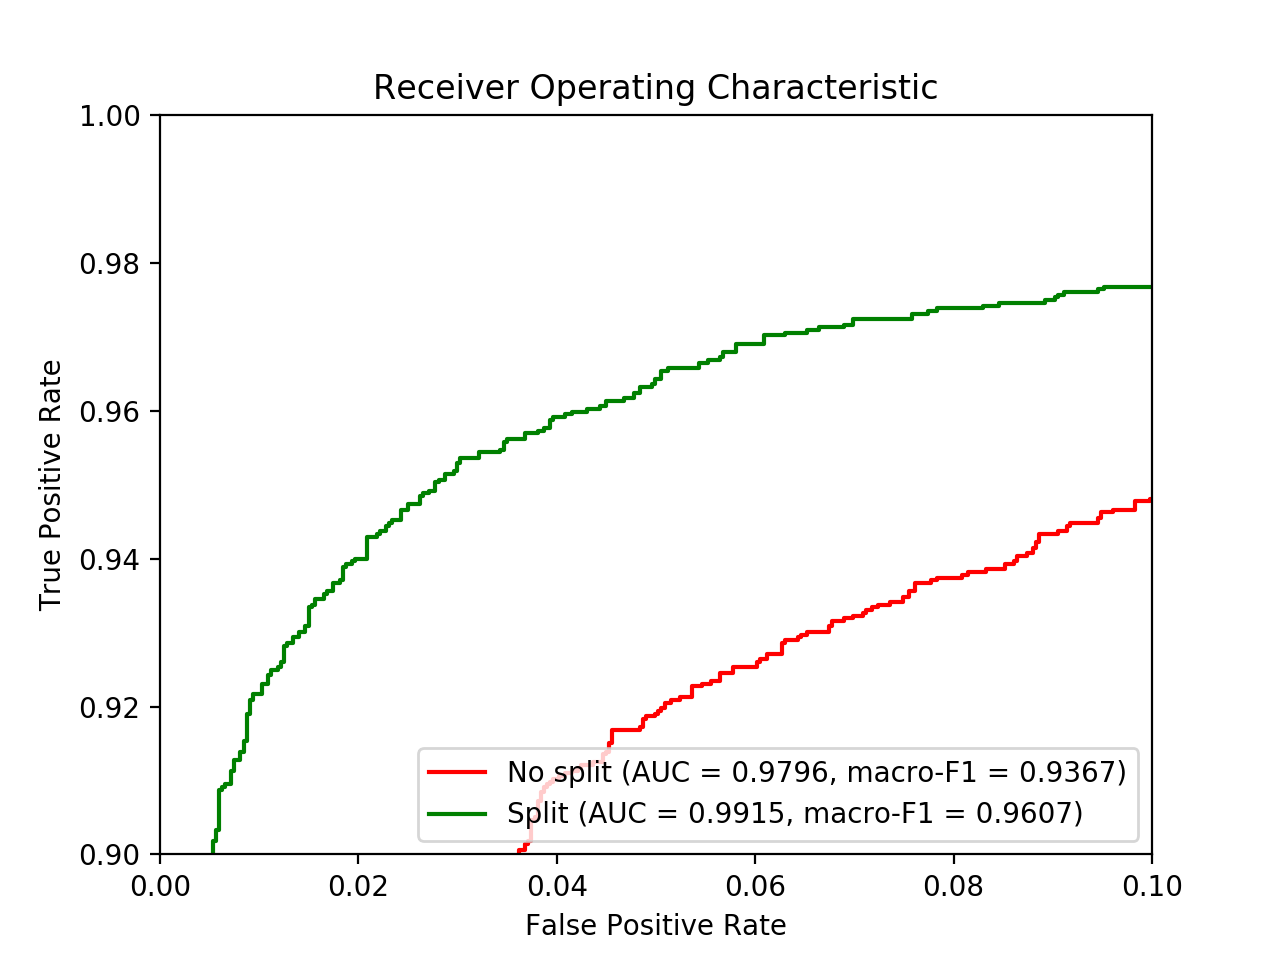 Receiver Operating Characteristic
1.00
0.98
0.96
0.94
0.92
0.90
True Positive Rate
No split (AUC = 0.9796, macro-F1 = 0.9367)
Split (AUC = 0.9915, macro-F1 = 0.9607)
0.00 0.02 0.04 0.06 0.08 0.10
False Positive Rate